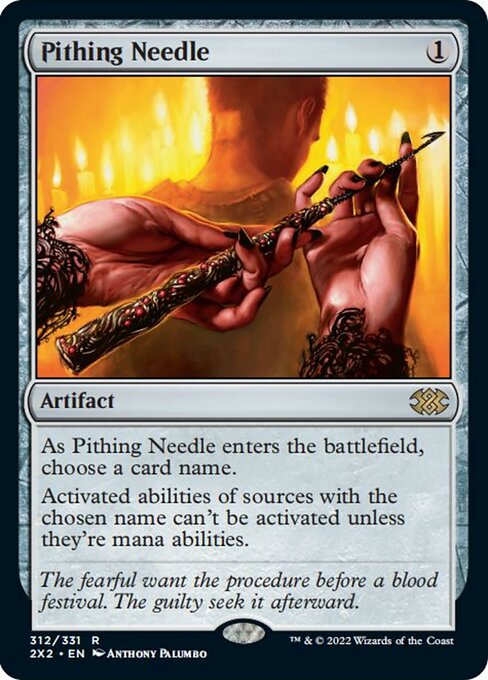 Pithing Needle 1
Artifact
As Pithing Needle enters the battlefield,
choose a card name.
Activated abilities of sources with the
chosen name can't be activated unless
they're mana abilities.
The fearful want the procedure before a blood
festival. The guilty seek it afterward.
312/331 R
2X2 • EN Anthony Palumbo
™ & © 2022 Wizards of the Coast